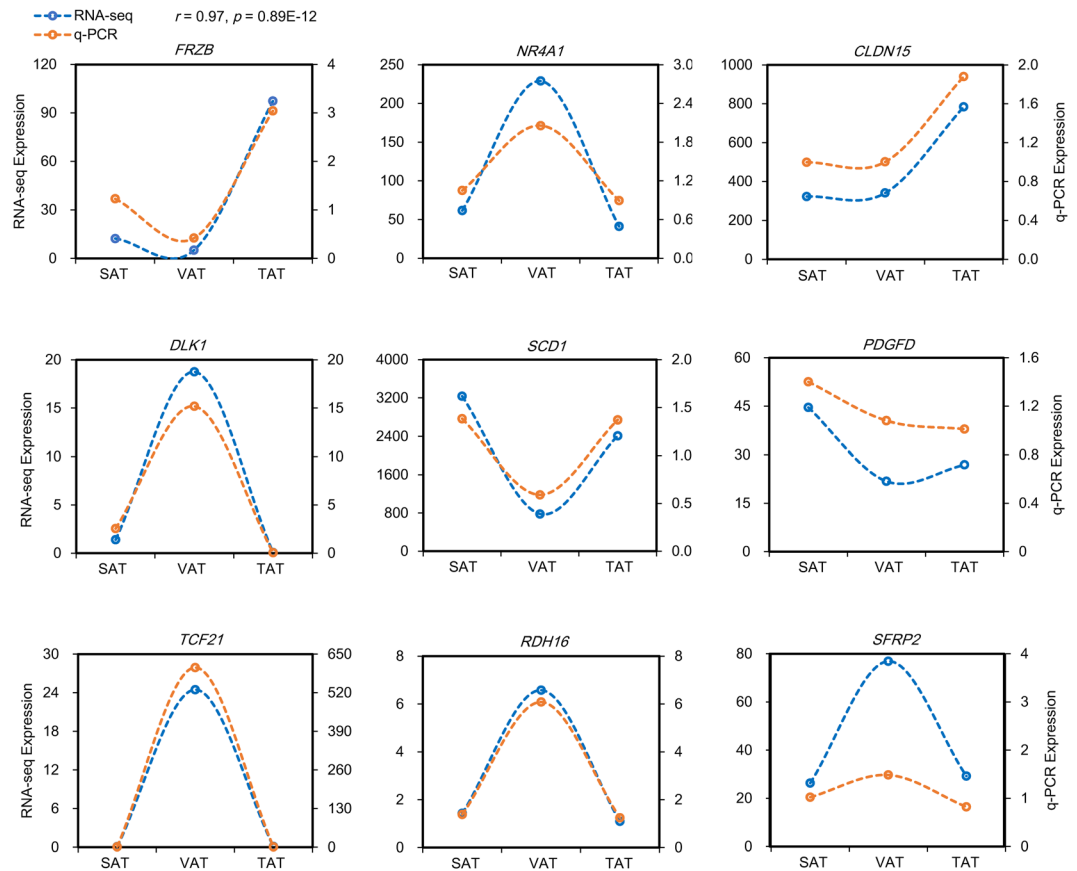 RNA-seq r = 0.97, p = 0.89E-12
q-PCR
FRZB NR4A1 CLDN15
120 4 250 3.0 1000 2.0
90 3 200 2.4 800 1.6
60 2 150 1.8 600 1.2
30 1 100 1.2 400 0.8
0 0 50 0.6 200 0.4
0 0.0 0 0.0
RNA-seq Expression
q-PCR Expression
SAT VAT TAT SAT VAT TAT SAT VAT TAT
DLK1 SCD1 PDGFD
20 20 4000 2.0 60 1.6
15 15 3200 1.5 45 1.2
10 10 2400 1.0 30 0.8
5 5 1600 0.5 15 0.4
0 0 800 0.0 0 0
0
RNA-seq Expression
q-PCR Expression
SAT VAT TAT SAT VAT TAT SAT VAT TAT
TCF21 RDH16 SFRP2
30 650 8 8 80 4
24 520 6 6 60 3
18 390 4 4 40 2
12 260 2 2 20 1
6 130 0 0 0 0
0 0
RNA-seq Expression
q-PCR Expression
SAT VAT TAT SAT VAT TAT SAT VAT TAT